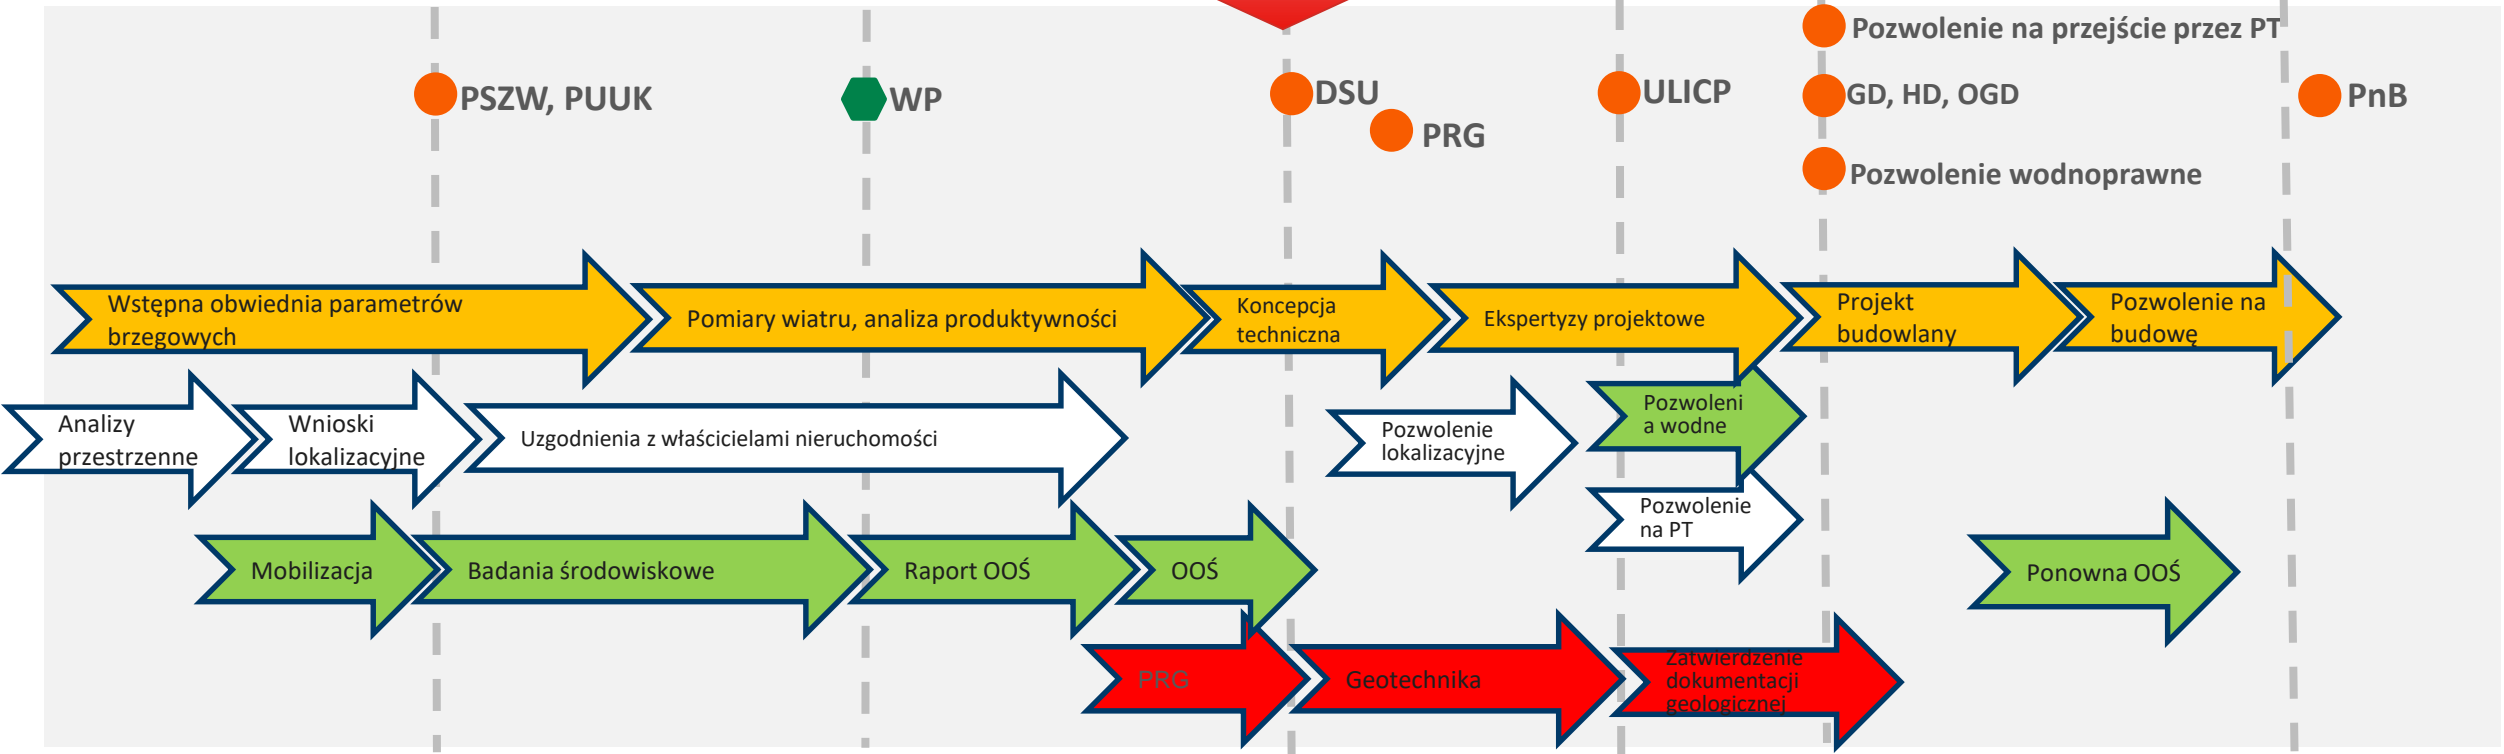 Pozwolenie na przejście przez PT
PSZW, PUUK
WP
DSU
ULICP
GD, HD, OGD
PnB
PRG
Pozwolenie wodnoprawne
Wstępna obwiednia parametrów
brzegowych
Pomiary wiatru, analiza produktywności
Koncepcja
techniczna
Ekspertyzy projektowe
Projekt
budowlany
Pozwolenie na
budowę
Analizy
przestrzenne
Wnioski
lokalizacyjne
Uzgodnienia z właścicielami nieruchomości
Pozwolenie
lokalizacyjne
Pozwoleni
a wodne
Pozwolenie
na PT
Mobilizacja
Badania środowiskowe
Raport OOŚ
OOŚ
Ponowna OOŚ
PRG
Geotechnika
Zatwierdzenie
dokumentacji
geologicznej